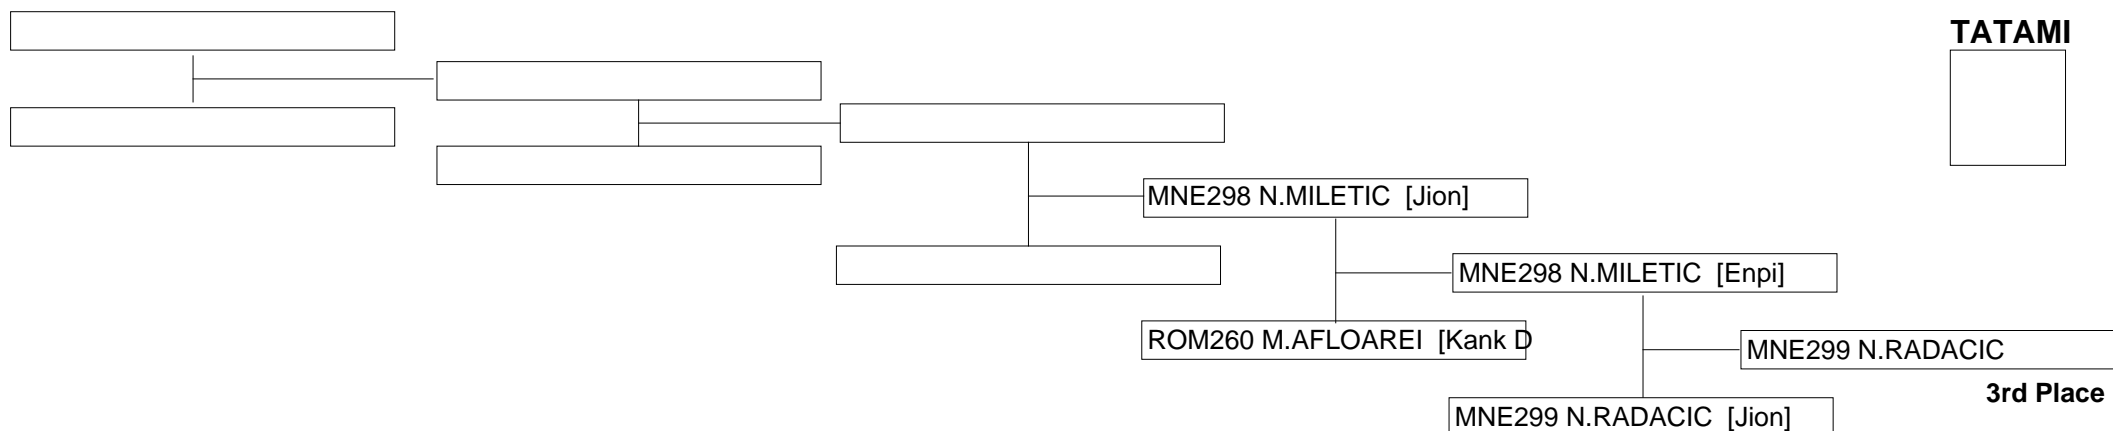 TATAMI
MNE298 N.MILETIC [Jion]
MNE298 N.MILETIC [Enpi]
ROM260 M.AFLOAREI [Kank D
MNE299 N.RADACIC
3rd Place
MNE299 N.RADACIC [Jion]